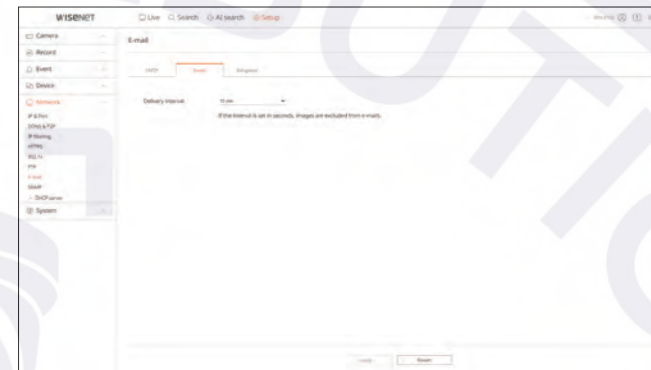 WISENET
Live Search AI search Setup
Camera
Record
Event
Device
Network
IP & Port
DDNS & P2P
IP filtering
HTTPS
802.1x
FTP
E-mail
SNMP
DHCP server
System
E-mail
SMTP Event Recipient
Delivery interval 10 min
If the interval is set in seconds, images are excluded from e-mails.
Revert